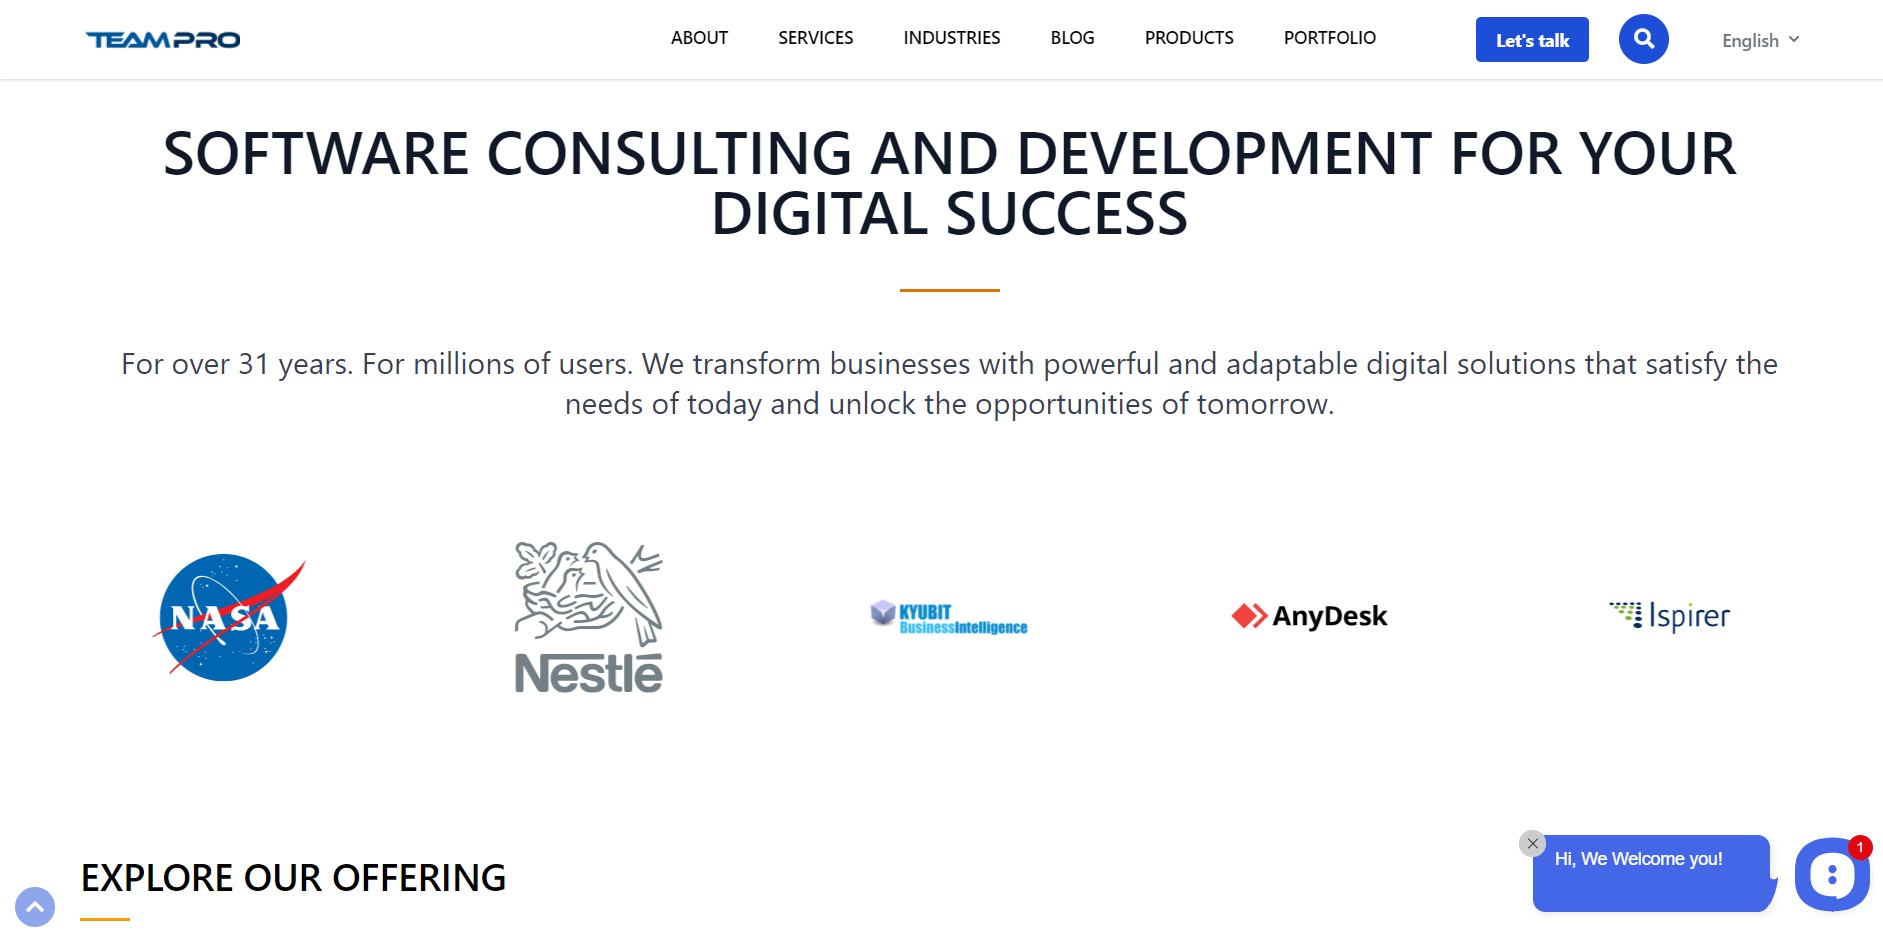 TEAMPRO
ABOUT
SERVICES
INDUSTRIES
BLOG
PRODUCTS
PORTFOLIO
Let's talk
English
SOFTWARE CONSULTING AND DEVELOPMENT FOR YOUR
DIGITAL SUCCESS
For over 31 years. For millions of users. We transform businesses with powerful and adaptable digital solutions that satisfy the
needs of today and unlock the opportunities of tomorrow.
NASA
Nestlé
KYUBIT
BusinessIntelligence
AnyDesk
Ispirer
EXPLORE OUR OFFERING
Hi, We Welcome you!
1